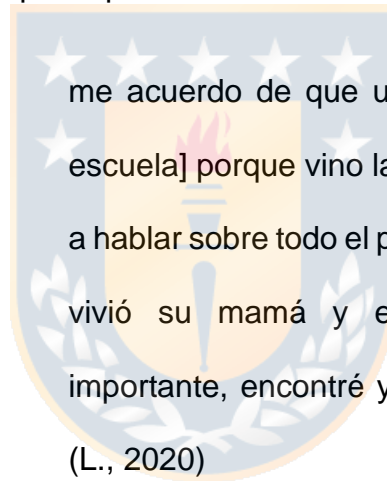 me acuerdo de que u
escuela] porque vino la
a hablar sobre todo el p
vivió su mamá y e
importante, encontré y
(L., 2020)